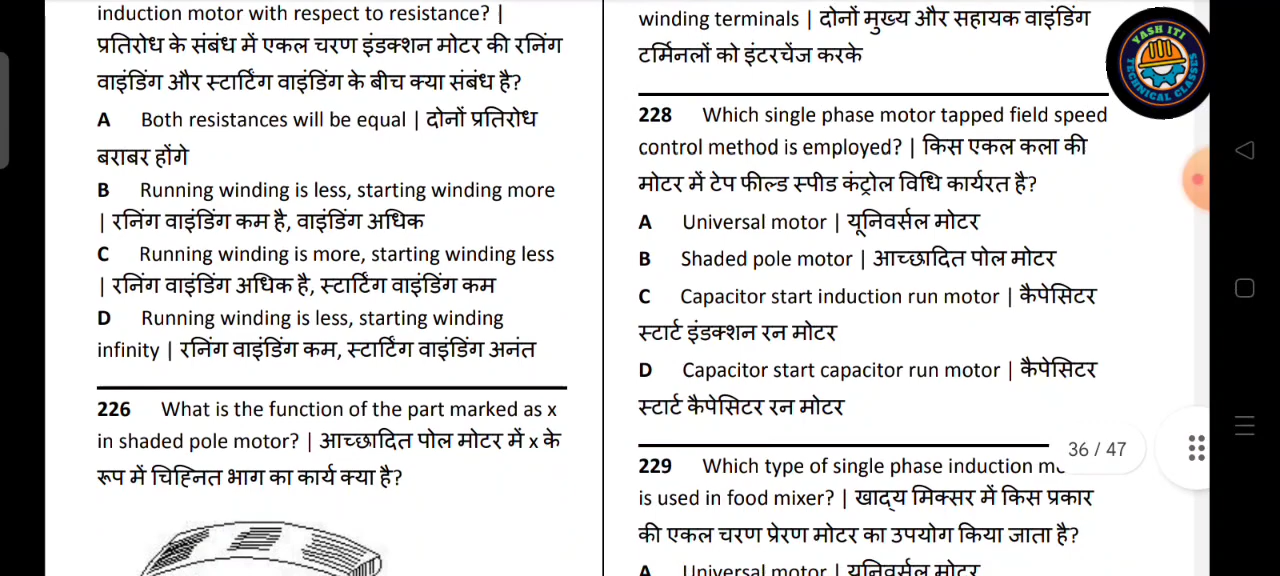 induction motor with respect to resistance? |
प्रतिरोध के संबंध में एकल चरण इंडक्शन मोटर की रनिंग
वाइंडिंग और स्टार्टिंग वाइंडिंग के बीच क्या संबंध है?
A Both resistances will be equal | दोनों प्रतिरोध
बराबर होंगे
B Running winding is less, starting winding more
| रनिंग वाइंडिंग कम है, वाइंडिंग अधिक
C Running winding is more, starting winding less
| रनिंग वाइंडिंग अधिक है, स्टार्टिंग वाइंडिंग कम
D Running winding is less, starting winding
infinity | रनिंग वाइंडिंग कम, स्टार्टिंग वाइंडिंग अनंत
226 What is the function of the part marked as x
in shaded pole motor? | आच्छादित पोल मोटर में x के
रूप में चिह्नित भाग का कार्य क्या है?
winding terminals | दोनों मुख्य और सहायक वाइंडिंग
टर्मिनलों को इंटरचेंज करके
228 Which single phase motor tapped field speed
control method is employed? | किस एकल कला की
मोटर में टेप फील्ड स्पीड कंट्रोल विधि कार्यरत है?
A Universal motor | यूनिवर्सल मोटर
B Shaded pole motor | आच्छादित पोल मोटर
C Capacitor start induction run motor | कैपेसिटर
स्टार्ट इंडक्शन रन मोटर
D Capacitor start capacitor run motor | कैपेसिटर
स्टार्ट कैपेसिटर रन मोटर
36 / 47
229 Which type of single phase induction
is used in food mixer? | खाद्य मिक्सर में किस प्रकार
की एकल चरण प्रेरण मोटर का उपयोग किया जाता है?
A Universal motor | यूनिवर्सल मोटर
YASH ITI
TECHNICAL CLASSES